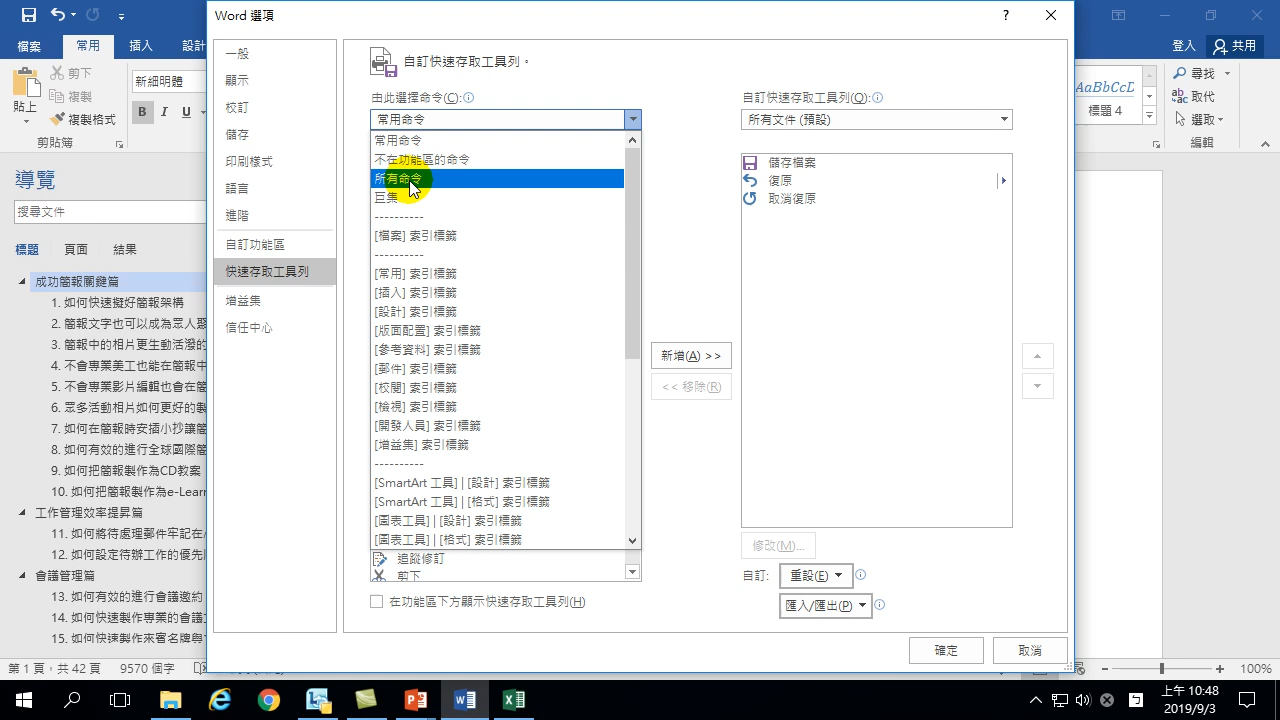 Word 選項
檔案
常用
插入
設計
登入
共用
貼上
剪下
複製
複製格式
剪貼簿
新細明體
B I U
AaBbCcD
標題 4
尋找
取代
選取
編輯
導覽
搜尋文件
標題
頁面
結果
成功簡報關鍵篇
1. 如何快速擬好簡報架構
2. 簡報文字也可以成為眾人
3. 簡報中的相片更生動活潑的
4. 不會專業美工也能在簡報中
5. 不會專業影片編輯也會在簡
6. 眾多活動相片如何更好的製
7. 如何在簡報時安插小抄讓
8. 如何有效的進行全球國際簡
9. 如何把簡報製作為CD教案
10. 如何把簡報製作為e-Lear
工作管理效率提昇篇
11. 如何將待處理郵件牢記在
12. 如何設定待辦工作的優先
會議管理篇
13. 如何有效的進行會議邀約
14. 如何快速製作專業的會議
15. 如何快速製作來賓名牌與
一般
顯示
校訂
儲存
印刷樣式
語言
進階
自訂功能區
快速存取工具列
增益集
信任中心
自訂快速存取工具列。
由此選擇命令(C):
常用命令
常用命令
不在功能區的命令
所有命令
巨集
----------
[檔案] 索引標籤
----------
[常用] 索引標籤
[插入] 索引標籤
[設計] 索引標籤
[版面配置] 索引標籤
[參考資料] 索引標籤
[郵件] 索引標籤
[校閱] 索引標籤
[檢視] 索引標籤
[開發人員] 索引標籤
[增益集] 索引標籤
----------
[SmartArt 工具] | [設計] 索引標籤
[SmartArt 工具] | [格式] 索引標籤
[圖表工具] | [設計] 索引標籤
[圖表工具] | [格式] 索引標籤
追蹤修訂
剪下
在功能區下方顯示快速存取工具列(H)
新增(A) >>
<< 移除(R)
自訂快速存取工具列(Q):
所有文件 (預設)
儲存檔案
復原
取消復原
修改(M)...
自訂:
重設(E)
匯入/匯出(P)
確定
取消
第 1 頁，共 42 頁
9570 個字
100%
上午 10:48
2019/9/3